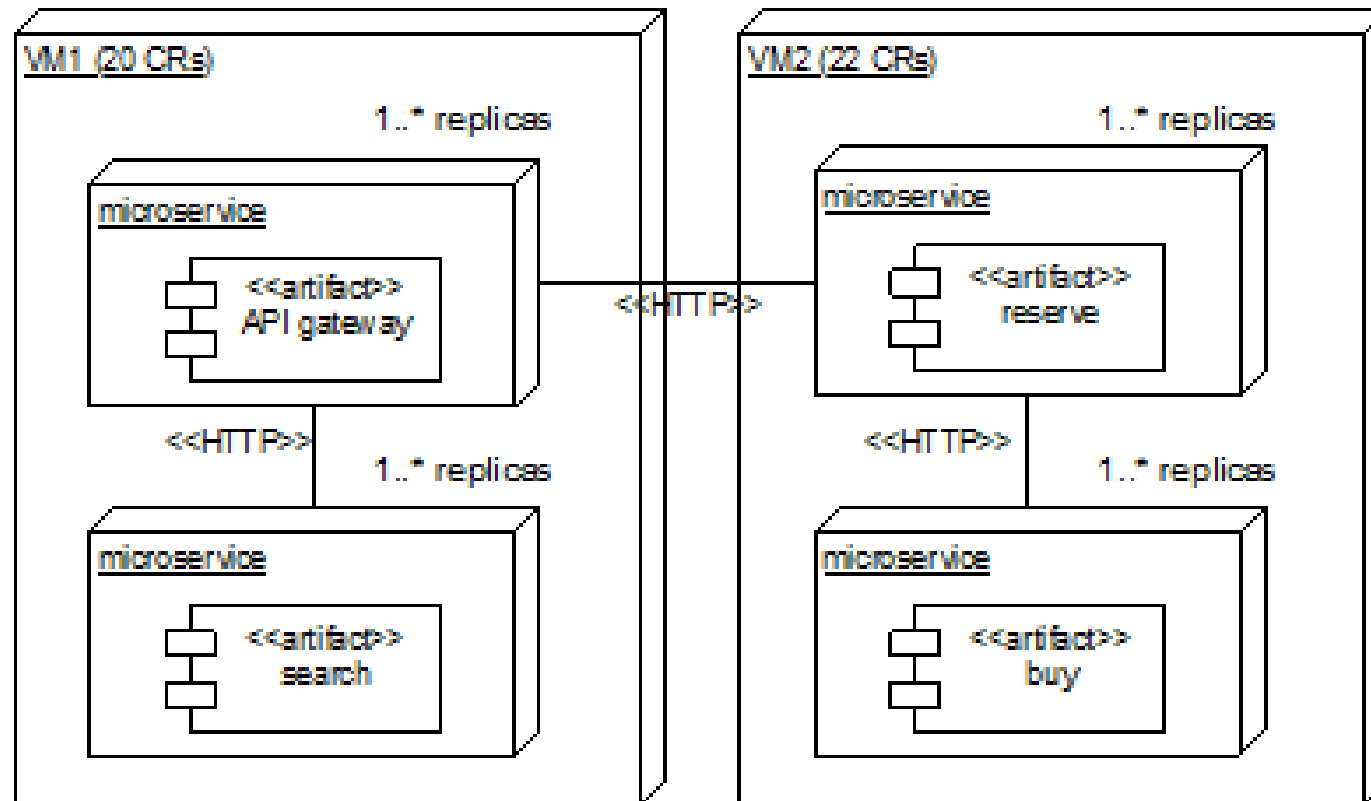 VM1 (20 CRs)
1..* replicas
microservice
<<artifact>>
API gateway
<<HTTP>>
1..* replicas
microservice
<<artifact>>
search
<<HTTP>>
VM2 (22 CRs)
1..* replicas
microservice
<<artifact>>
reserve
<<HTTP>>
1..* replicas
microservice
<<artifact>>
buy